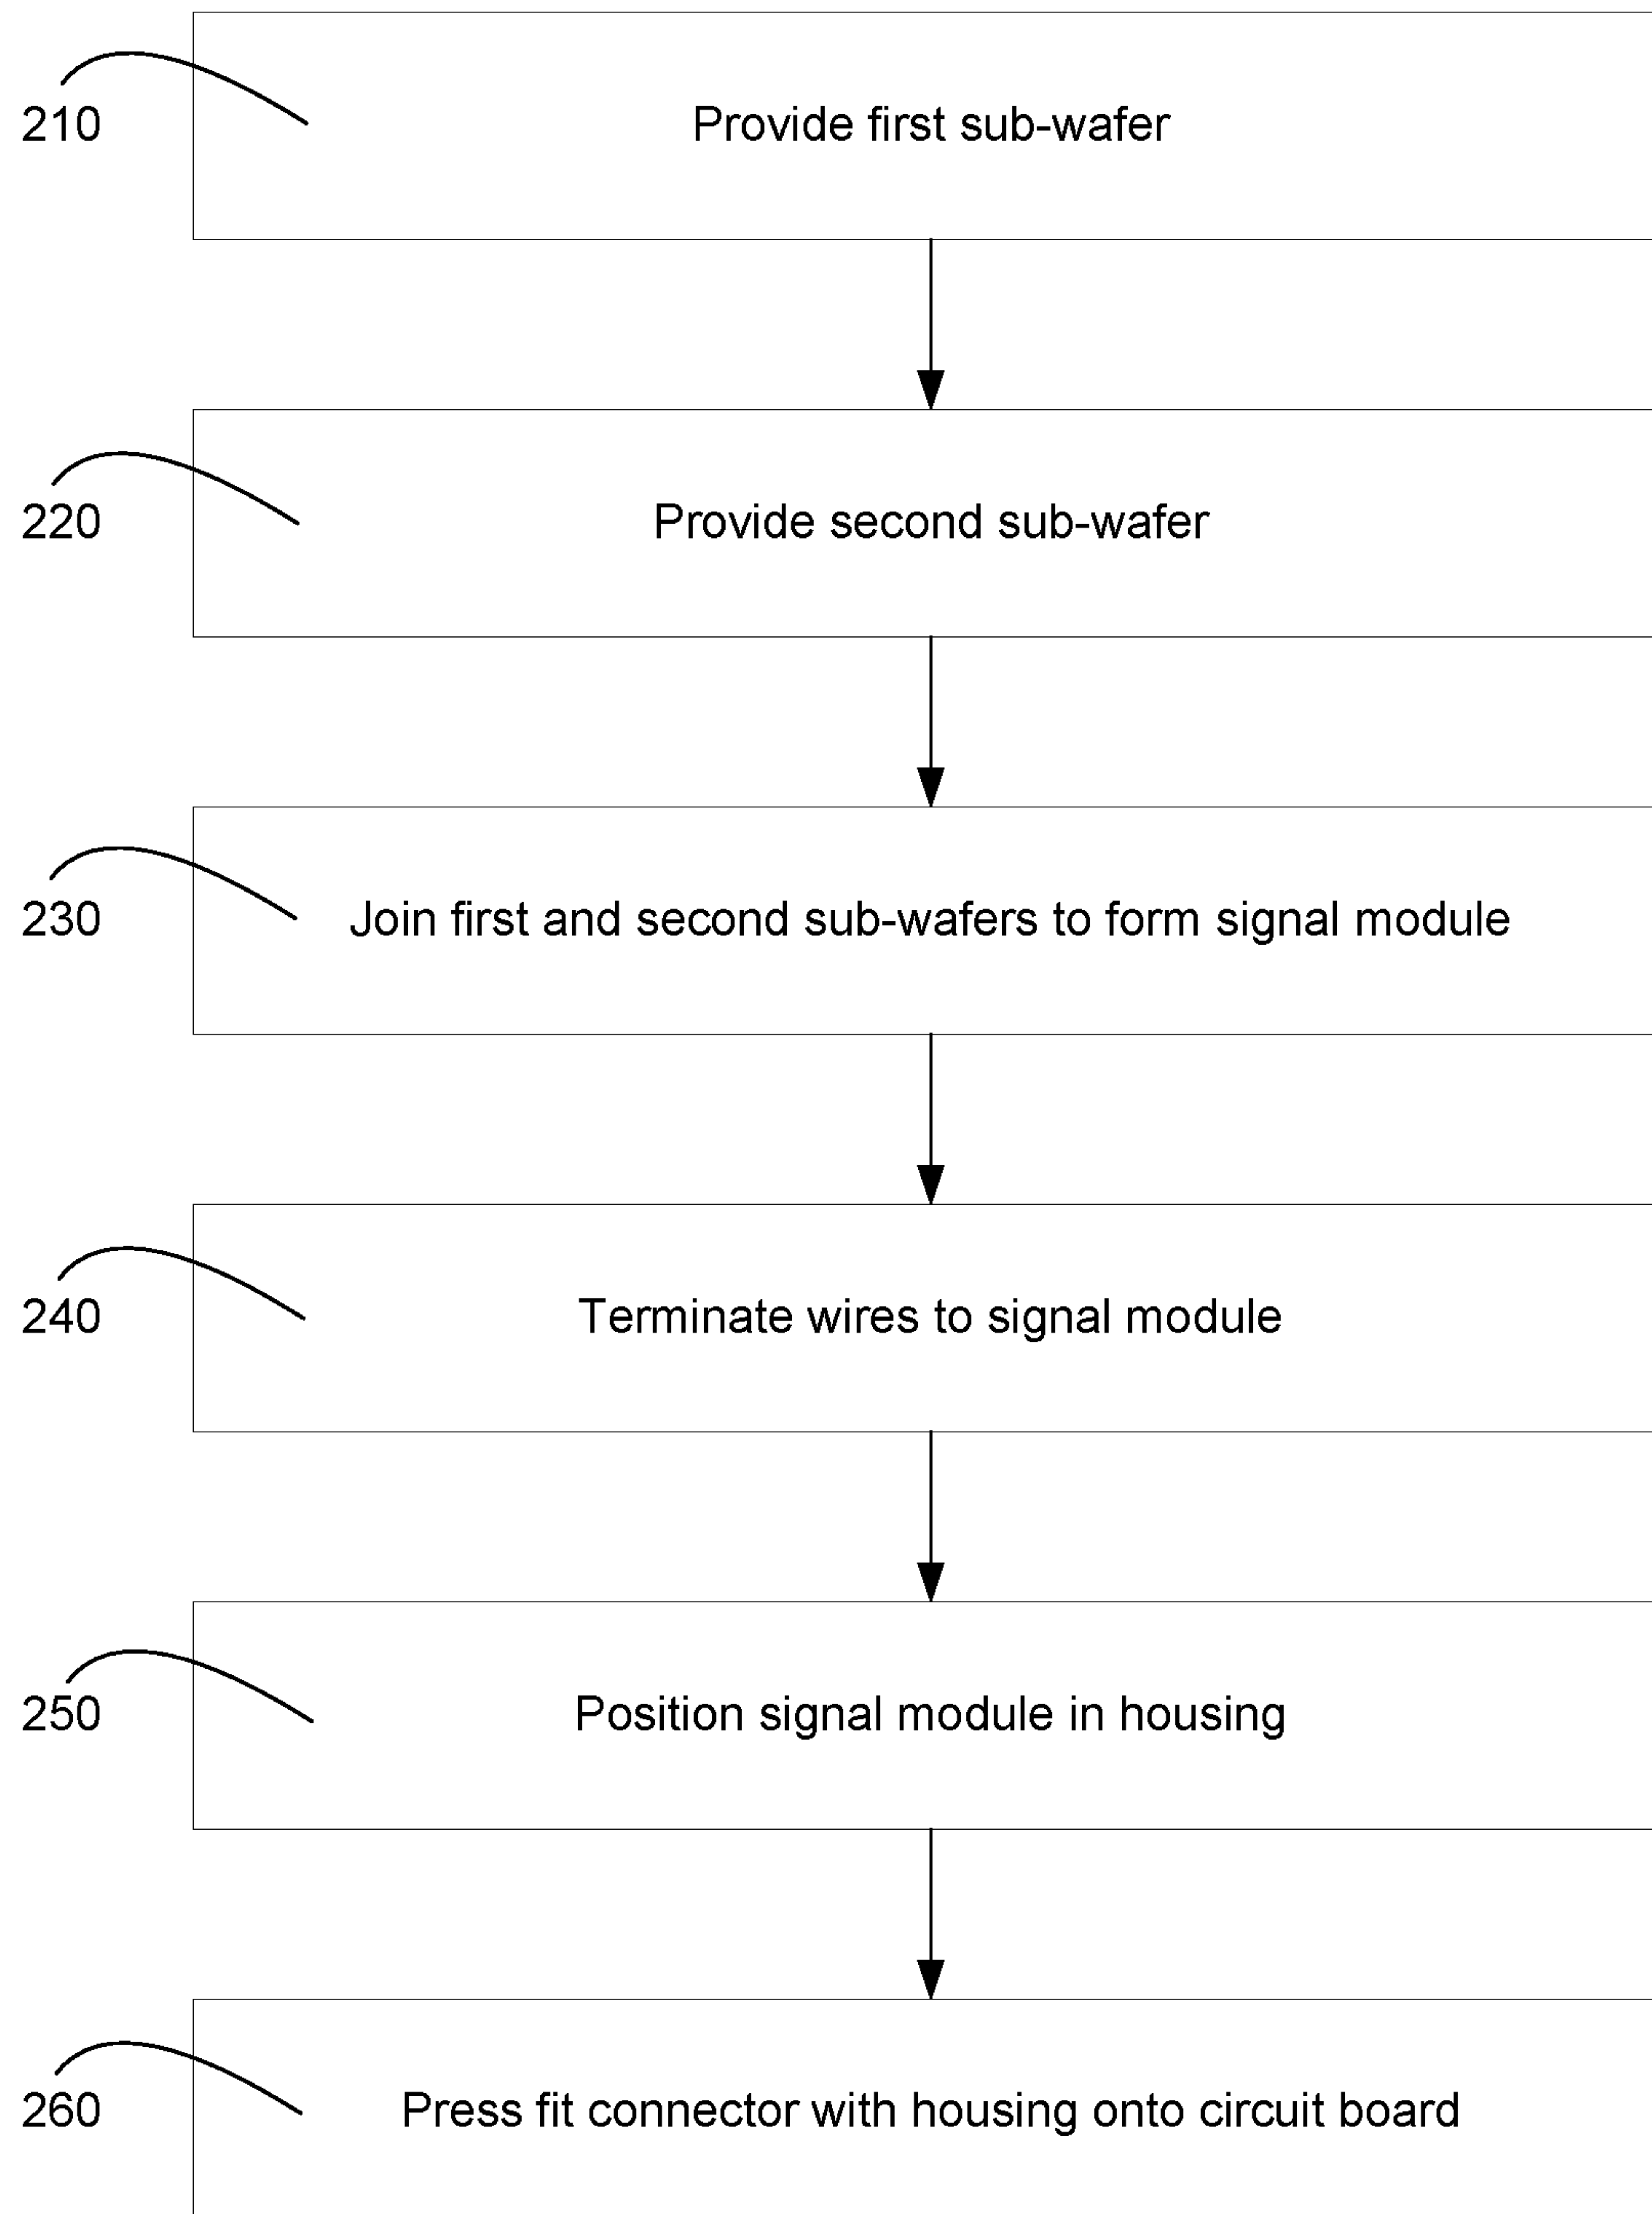 210
Provide first sub-wafer
220
Provide second sub-wafer
230
Join first and second sub-wafers to form signal module
240
Terminate wires to signal module
250
Position signal module in housing
260
Press fit connector with housing onto circuit board